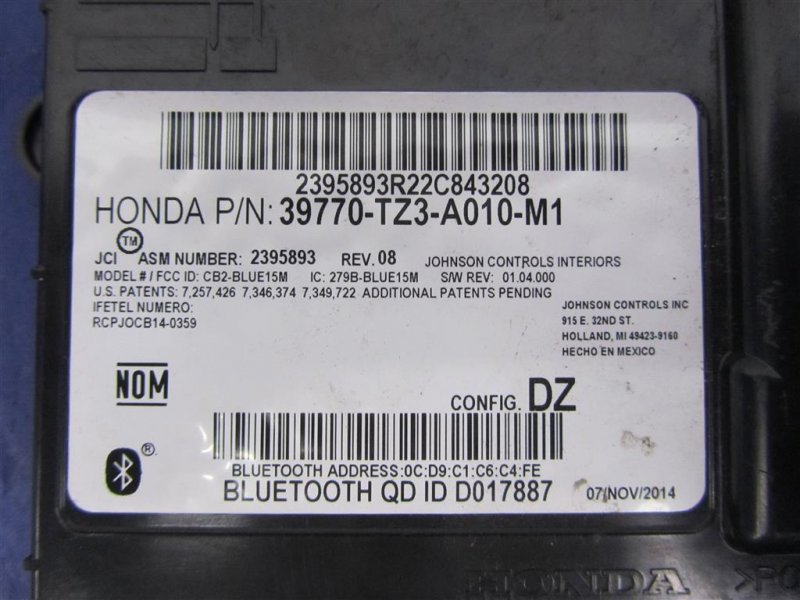 2395893R22C843208
HONDA P/N: 39770-TZ3-A010-M1
TM
JCI ASM NUMBER: 2395893 REV. 08 JOHNSON CONTROLS INTERIORS
MODEL # / FCC ID: CB2-BLUE15M IC: 279B-BLUE15M S/W REV: 01.04.000
U.S. PATENTS: 7,257,426 7,346,374 7,349,722 ADDITIONAL PATENTS PENDING
IFETEL NUMERO:
RCPJOCB14-0359
JOHNSON CONTROLS INC
915 E. 32ND ST.
HOLLAND, MI 49423-9160
HECHO EN MEXICO
NOM
CONFIG. DZ
®.
BLUETOOTH ADDRESS:0C:D9:C1:C6:C4:FE
BLUETOOTH QD ID D017887
07/NOV/2014
HONDA